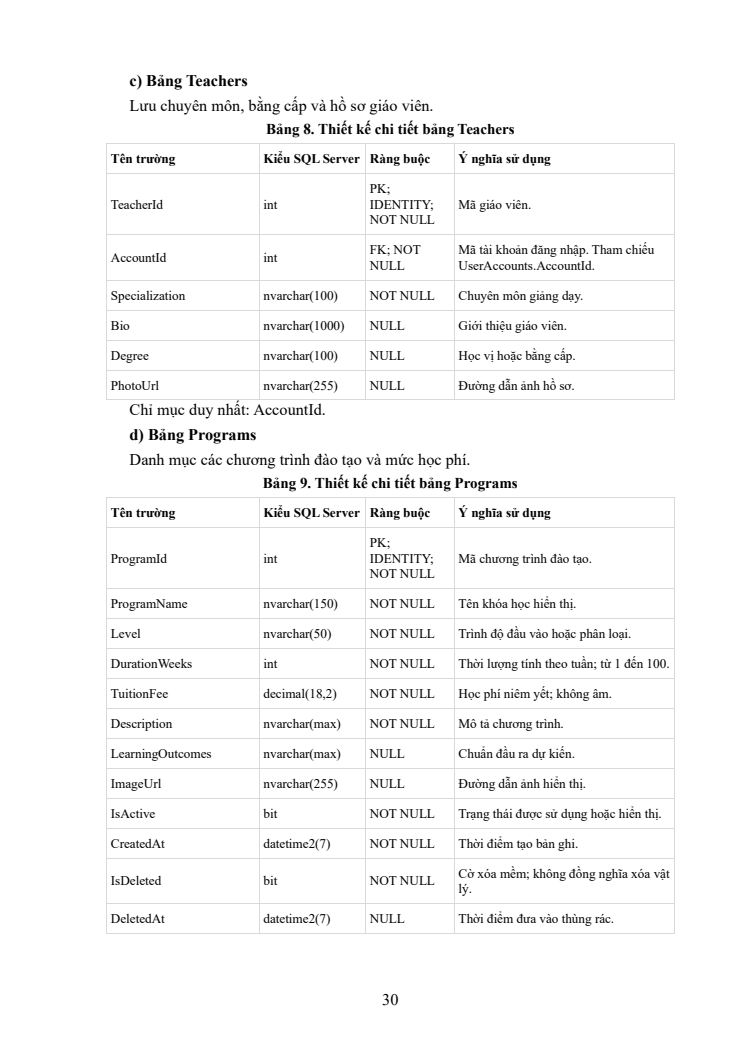 c) Bảng Teachers
Lưu chuyên môn, bằng cấp và hồ sơ giáo viên.
Bảng 8. Thiết kế chi tiết bảng Teachers
Tên trường Kiểu SQL Server Ràng buộc Ý nghĩa sử dụng
TeacherId int PK; IDENTITY; NOT NULL Mã giáo viên.
AccountId int FK; NOT NULL Mã tài khoản đăng nhập. Tham chiếu UserAccounts.AccountId.
Specialization nvarchar(100) NOT NULL Chuyên môn giảng dạy.
Bio nvarchar(1000) NULL Giới thiệu giáo viên.
Degree nvarchar(100) NULL Học vị hoặc bằng cấp.
PhotoUrl nvarchar(255) NULL Đường dẫn ảnh hồ sơ.
Chỉ mục duy nhất: AccountId.
d) Bảng Programs
Danh mục các chương trình đào tạo và mức học phí.
Bảng 9. Thiết kế chi tiết bảng Programs
Tên trường Kiểu SQL Server Ràng buộc Ý nghĩa sử dụng
ProgramId int PK; IDENTITY; NOT NULL Mã chương trình đào tạo.
ProgramName nvarchar(150) NOT NULL Tên khóa học hiển thị.
Level nvarchar(50) NOT NULL Trình độ đầu vào hoặc phân loại.
DurationWeeks int NOT NULL Thời lượng tính theo tuần; từ 1 đến 100.
TuitionFee decimal(18,2) NOT NULL Học phí niêm yết; không âm.
Description nvarchar(max) NOT NULL Mô tả chương trình.
LearningOutcomes nvarchar(max) NULL Chuẩn đầu ra dự kiến.
ImageUrl nvarchar(255) NULL Đường dẫn ảnh hiển thị.
IsActive bit NOT NULL Trạng thái được sử dụng hoặc hiển thị.
CreatedAt datetime2(7) NOT NULL Thời điểm tạo bản ghi.
IsDeleted bit NOT NULL Cờ xóa mềm; không đồng nghĩa xóa vật lý.
DeletedAt datetime2(7) NULL Thời điểm đưa vào thùng rác.
30